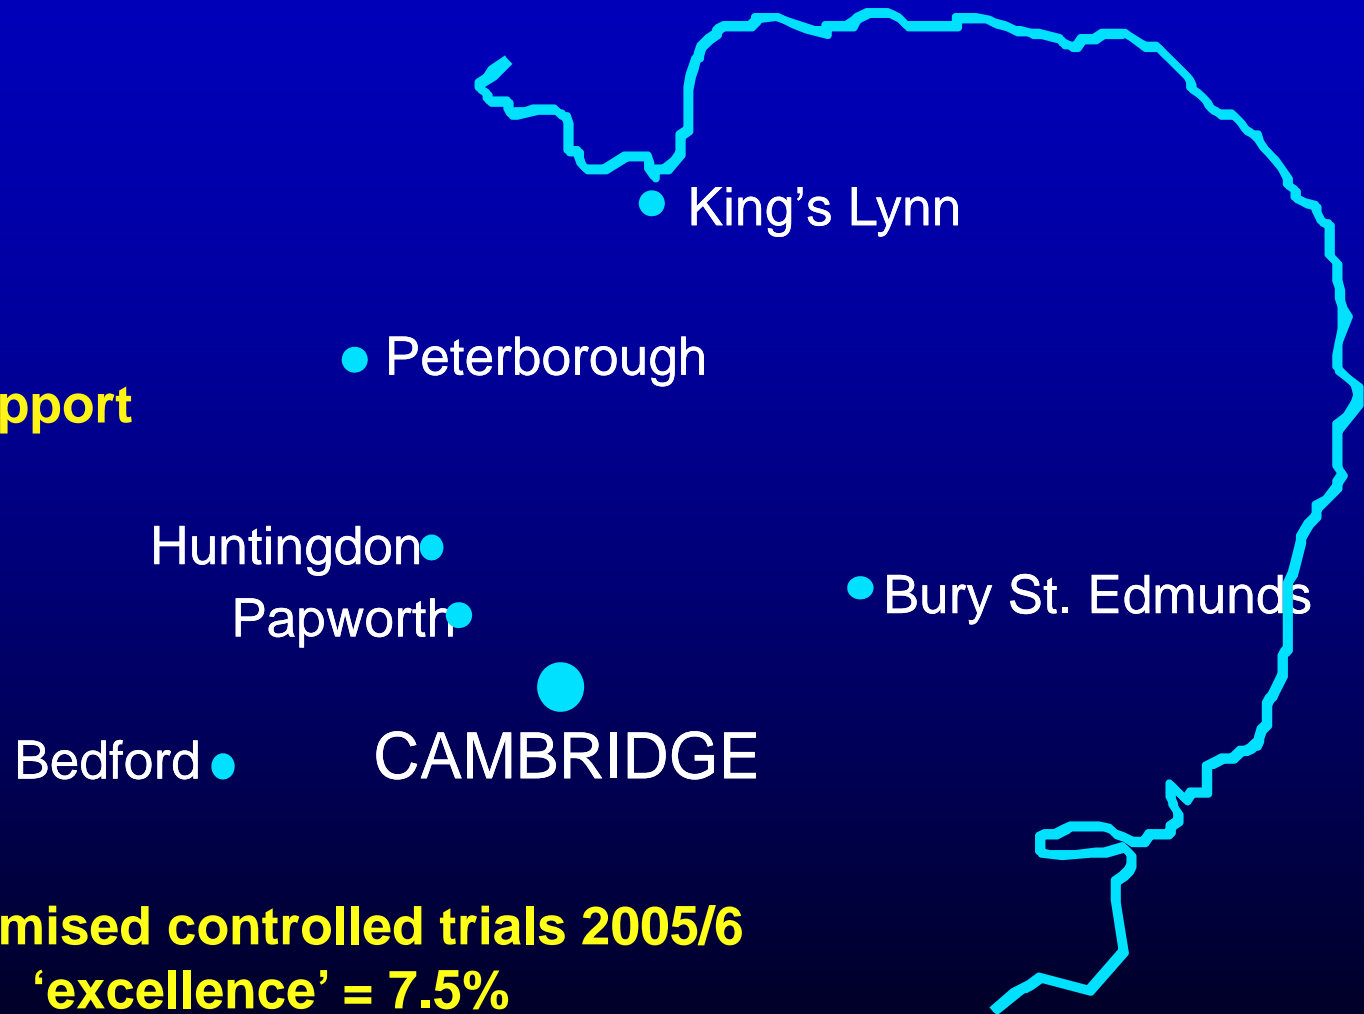 King’s Lynn
Peterborough
pport
Huntingdon
Bury St. Edmunds
Papworth
CAMBRIDGE
Bedford
mised controlled trials 2005/6
‘excellence’ = 7.5%